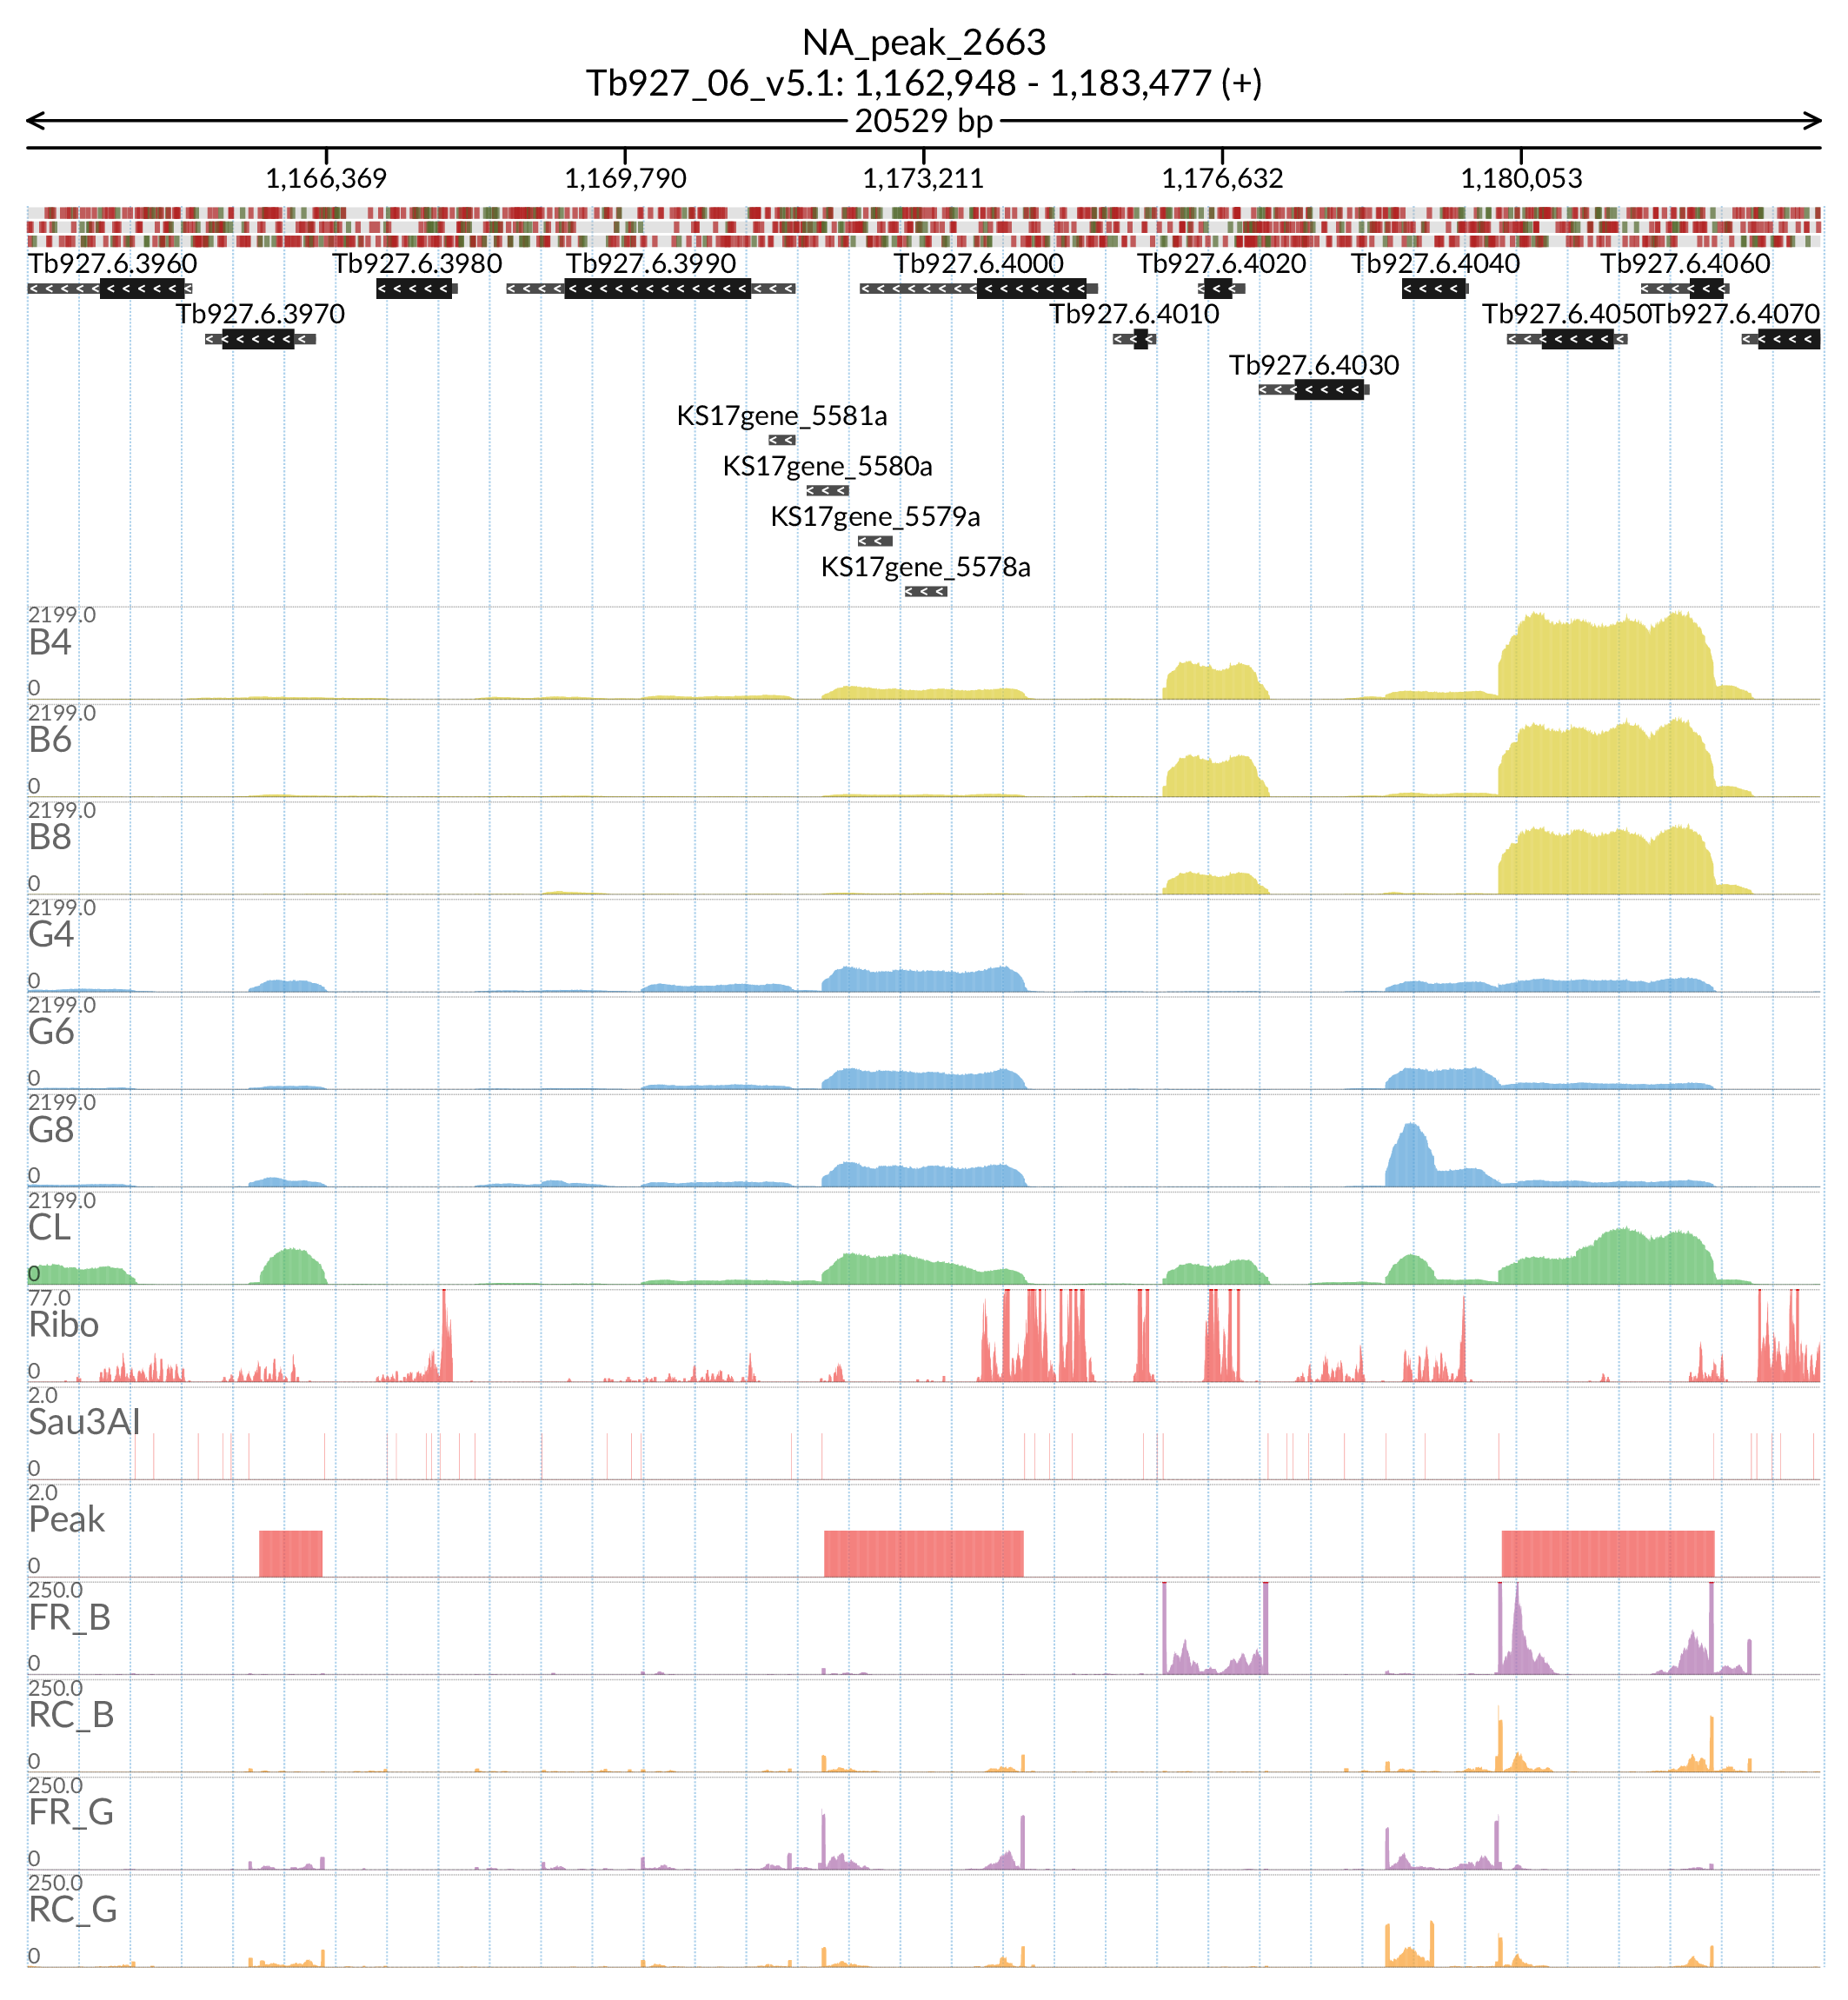 NA_peak_2663
Tb927_06_v5.1: 1,162,948 - 1,183,477 (+)
20529 bp
1,166,369 1,169,790 1,173,211 1,176,632 1,180,053
Tb927.6.3960 Tb927.6.3980 Tb927.6.3990 Tb927.6.4000 Tb927.6.4020 Tb927.6.4040 Tb927.6.4060
Tb927.6.3970 Tb927.6.4010 Tb927.6.4050 Tb927.6.4070
Tb927.6.4030
KS17gene_5581a
KS17gene_5580a
KS17gene_5579a
KS17gene_5578a
2199.0
B4
0
2199.0
B6
0
2199.0
B8
0
2199.0
G4
0
2199.0
G6
0
2199.0
G8
0
2199.0
CL
0
77.0
Ribo
0
2.0
Sau3AI
0
2.0
Peak
0
250.0
FR_B
0
250.0
RC_B
0
250.0
FR_G
0
250.0
RC_G
0